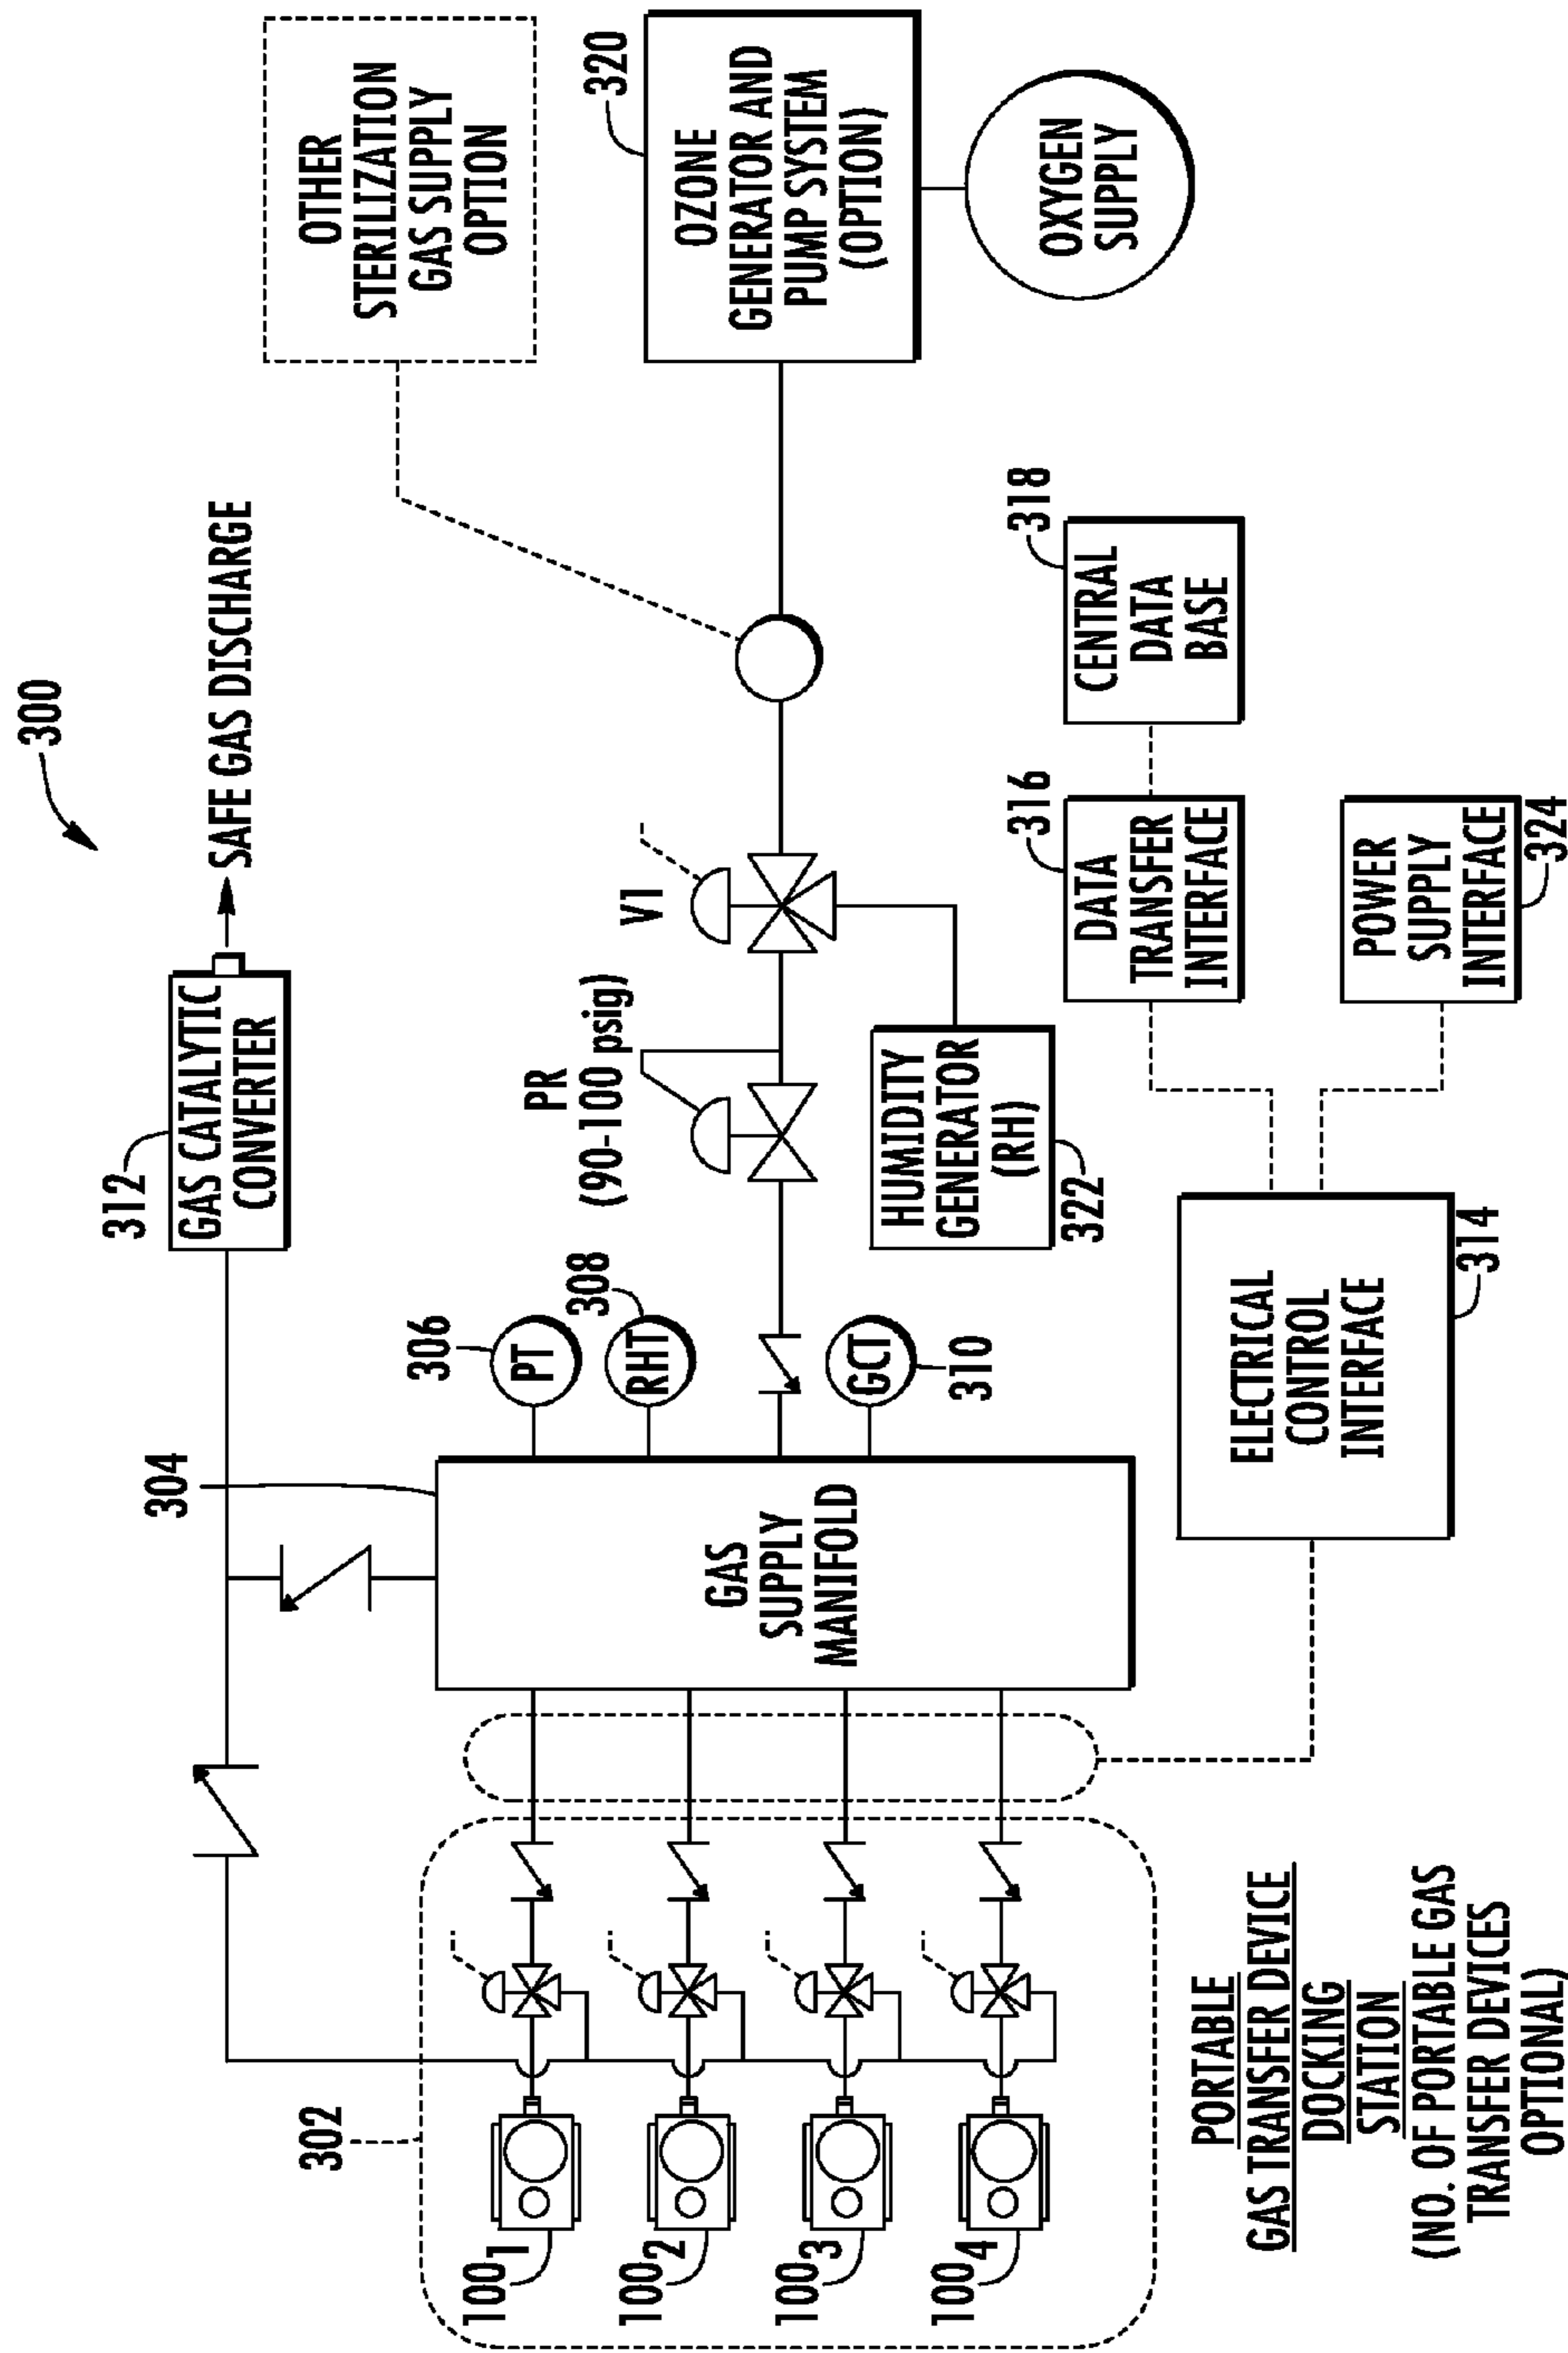 300
OTHER
STERILIZATION
GAS SUPPLY
OPTION
312
GAS CATALYTIC
CONVERTER
SAFE GAS DISCHARGE
320
OZONE
GENERATOR AND
PUMP SYSTEM
(OPTION)
OXYGEN
SUPPLY
304
306
PT
308
RHT
310
GCT
PR
(90-100 psig)
V1
HUMIDITY
GENERATOR
(RH)
322
GAS
SUPPLY
MANIFOLD
302
100 1
100 2
100 3
100 4
318
CENTRAL
DATA
BASE
316
DATA
TRANSFER
INTERFACE
POWER
SUPPLY
INTERFACE
324
ELECTRICAL
CONTROL
INTERFACE
314
PORTABLE
GAS TRANSFER DEVICE
DOCKING
STATION
(NO. OF PORTABLE GAS
TRANSFER DEVICES
OPTIONAL)